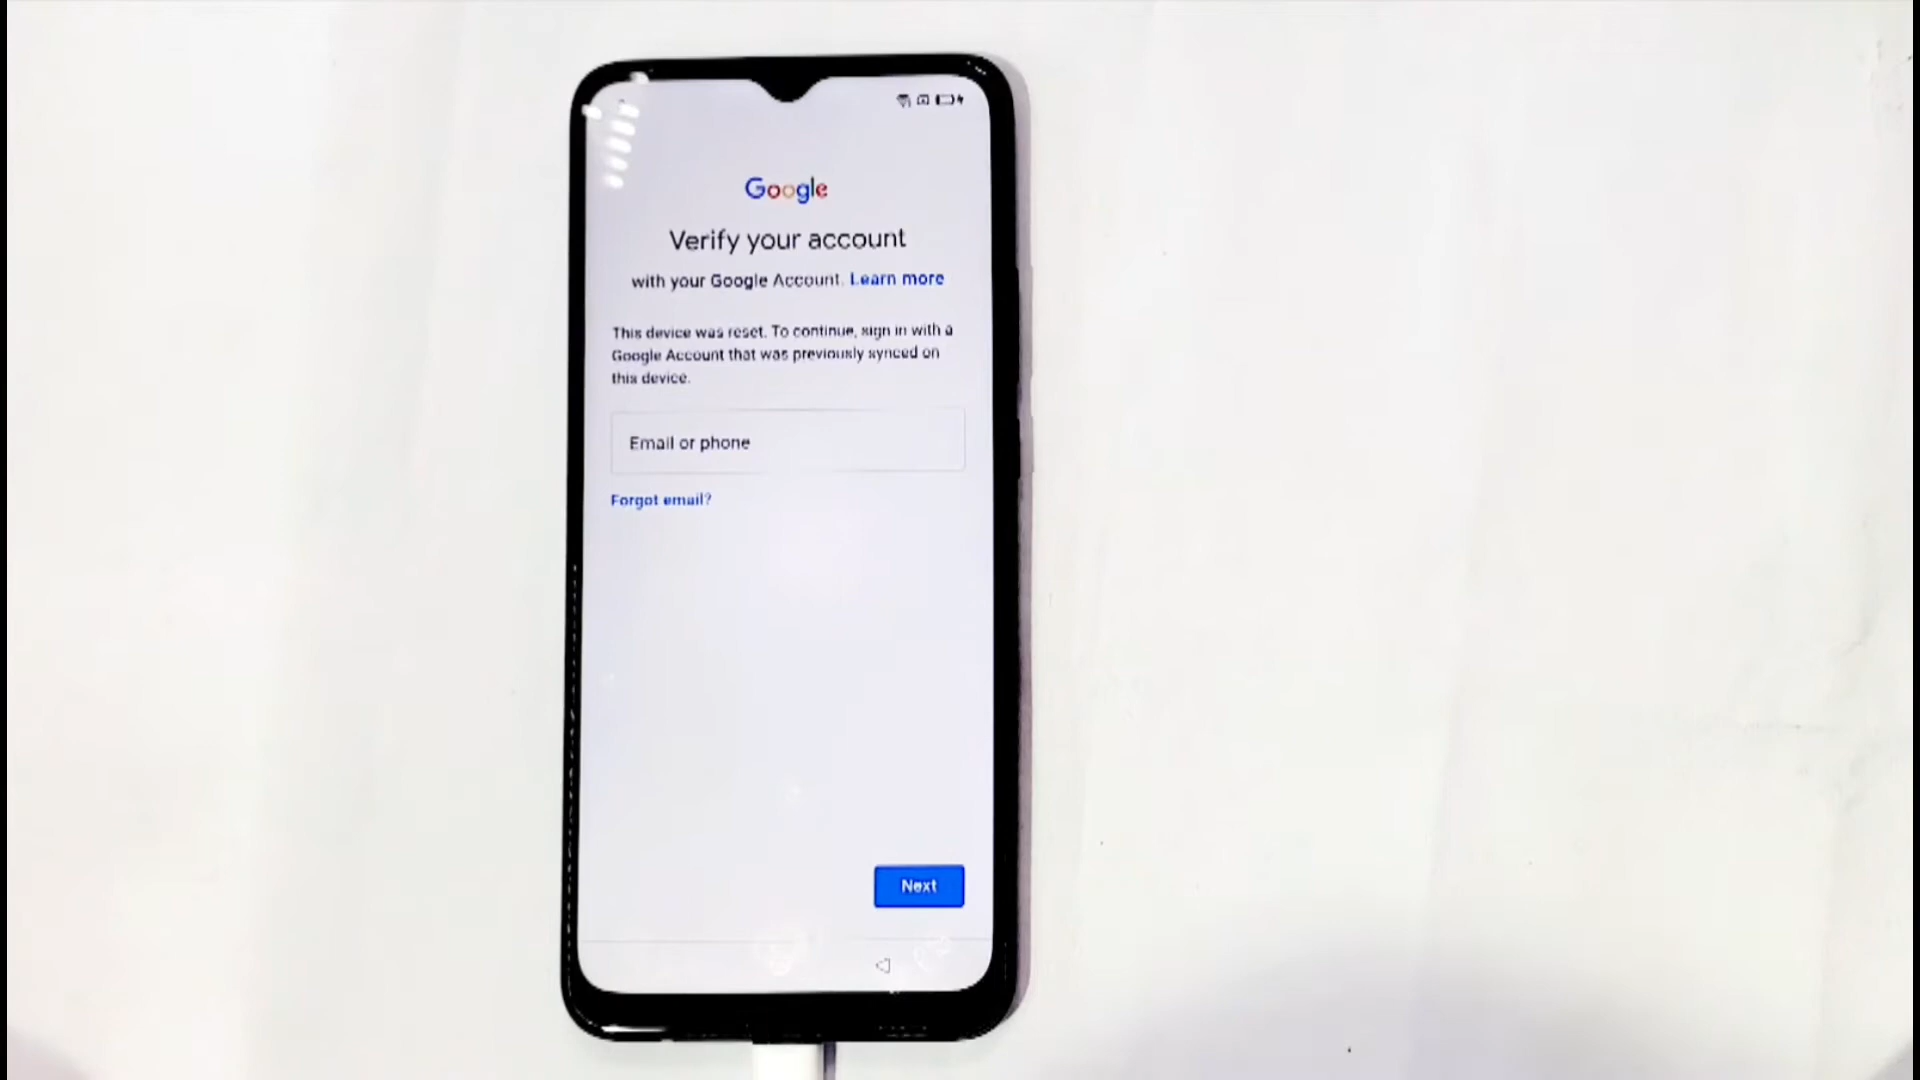 Google
Verify your account
with your Google Account. Learn more
This device was reset. To continue, sign in with a
Google Account that was previously synced on
this device.
Email or phone
Forgot email?
Next